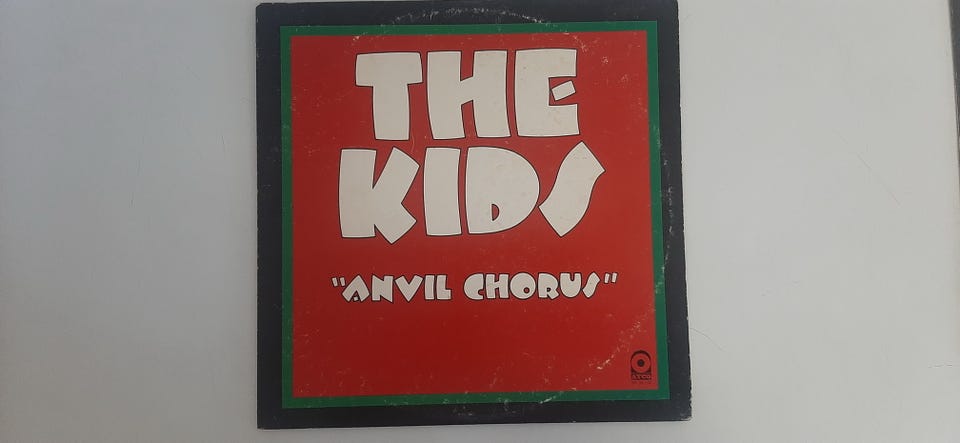 THE
KIDS
"ANVIL CHORUS"
ATCO